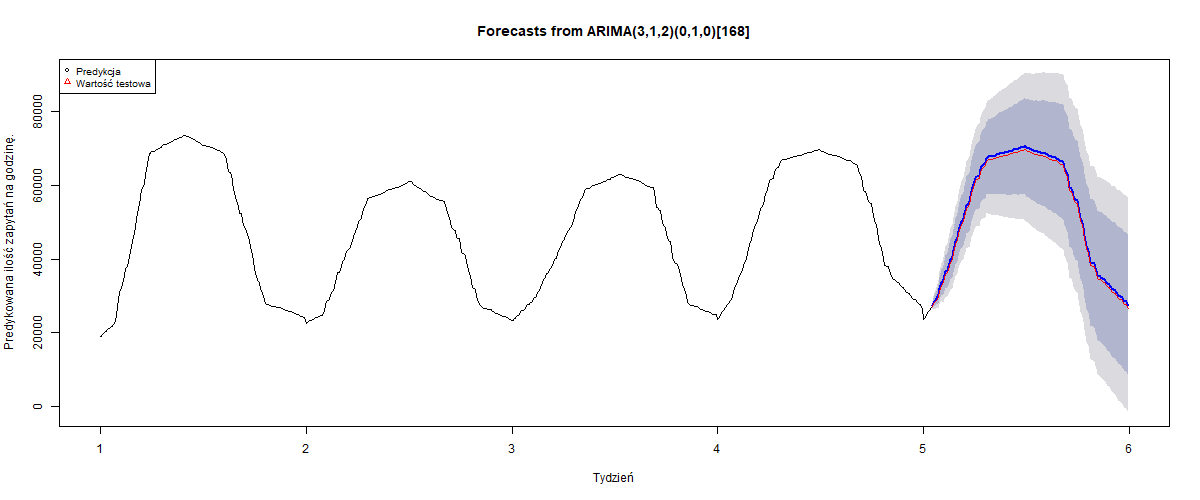 Forecasts from ARIMA(3,1,2)(0,1,0)[168]
Predykcja
Wartość testowa
Predykowana ilość zapytań na godzinę.
80000
60000
40000
20000
0
1 2 3 4 5 6
Tydzień